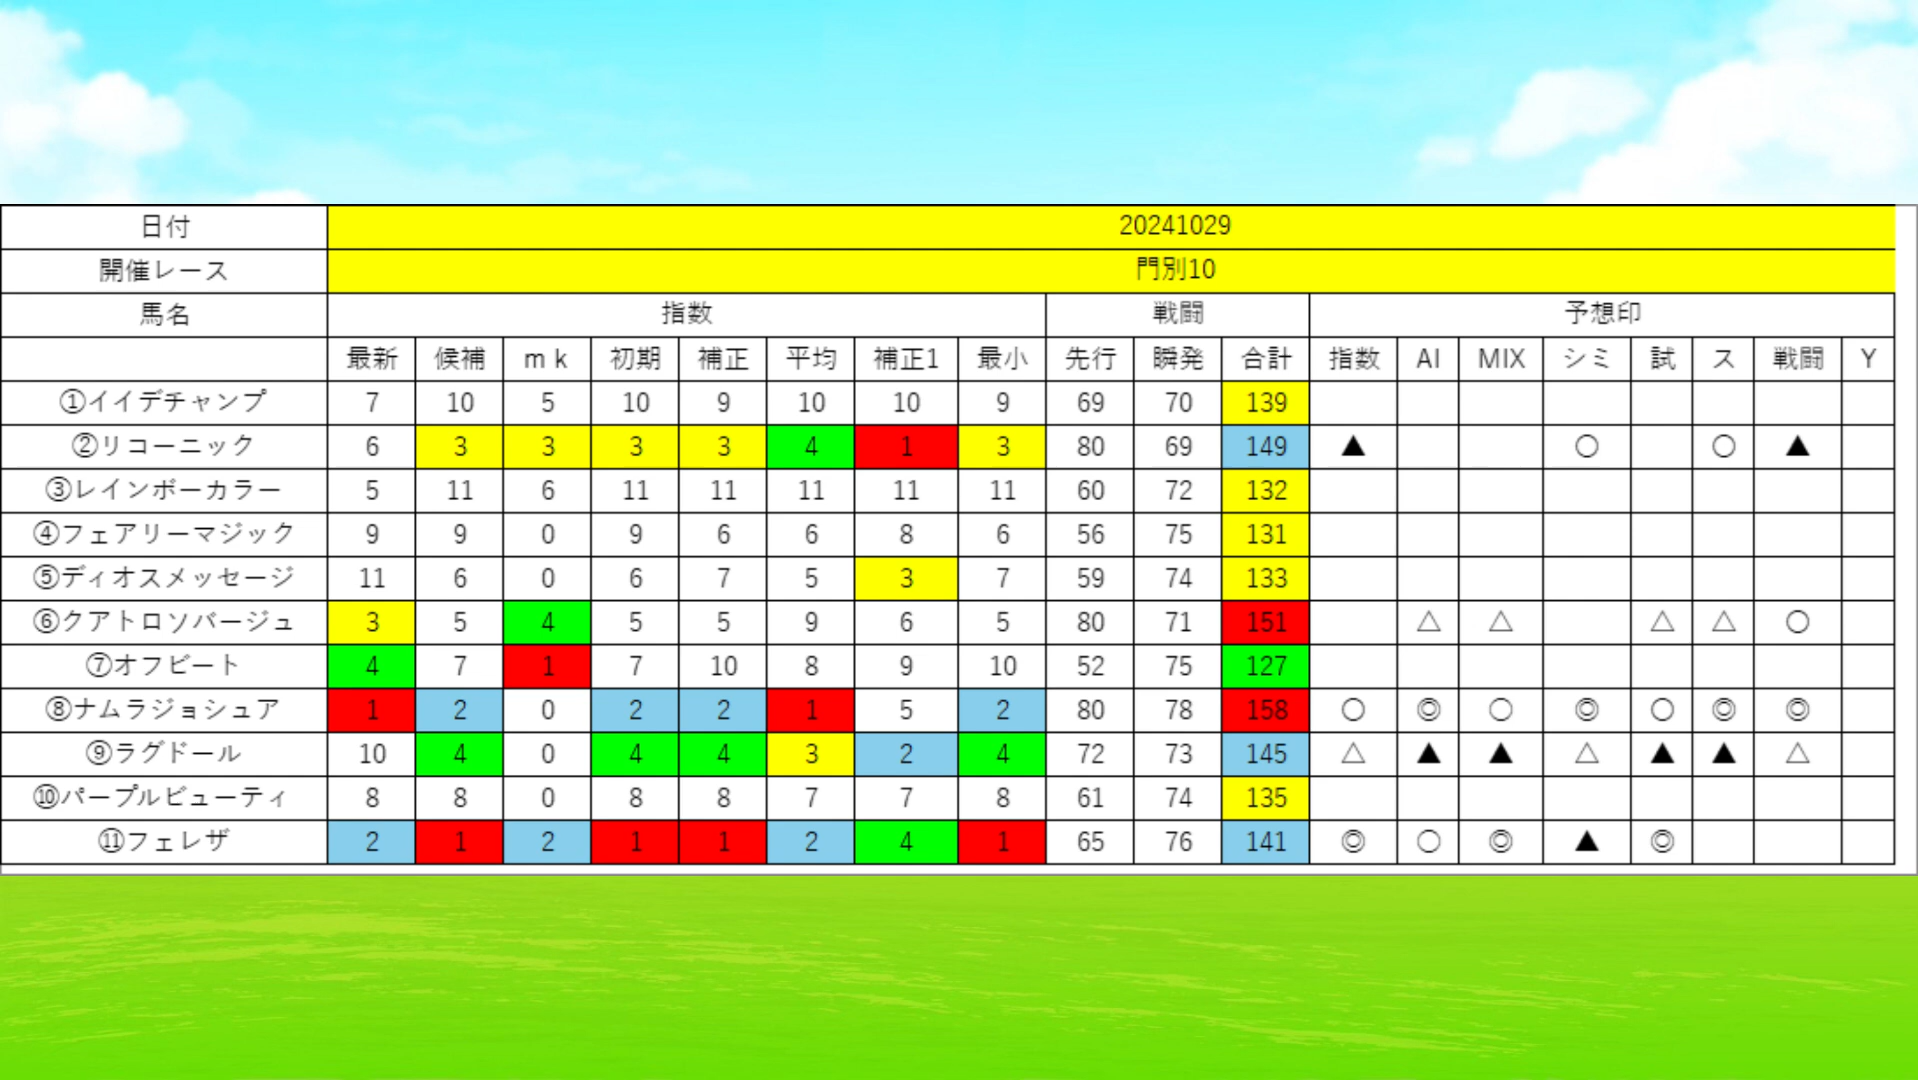 日付 20241029
開催レース 門別10
馬名 指数 戦闘 予想印
最新 候補 ｍｋ 初期 補正 平均 補正1 最小 先行 瞬発 合計 指数 AI MIX シミ 試 ス 戦闘 Y
①イイデチャンプ 7 10 5 10 9 10 10 9 69 70 139
②リコーニック 6 3 3 3 3 4 1 3 80 69 149 ▲ ○ ○ ▲
③レインボーカラー 5 11 6 11 11 11 11 11 60 72 132
④フェアリーマジック 9 9 0 9 6 6 8 6 56 75 131
⑤ディオスメッセージ 11 6 0 6 7 5 3 7 59 74 133
⑥クアトロソバージュ 3 5 4 5 5 9 6 5 80 71 151 △ △ △ △ ○
⑦オフビート 4 7 1 7 10 8 9 10 52 75 127
⑧ナムラジョシュア 1 2 0 2 2 1 5 2 80 78 158 ○ ◎ ○ ◎ ○ ◎ ◎
⑨ラグドール 10 4 0 4 4 3 2 4 72 73 145 △ ▲ ▲ △ ▲ ▲ △
⑩パープルビューティ 8 8 0 8 8 7 7 8 61 74 135
⑪フェレザ 2 1 2 1 1 2 4 1 65 76 141 ◎ ○ ◎ ▲ ◎